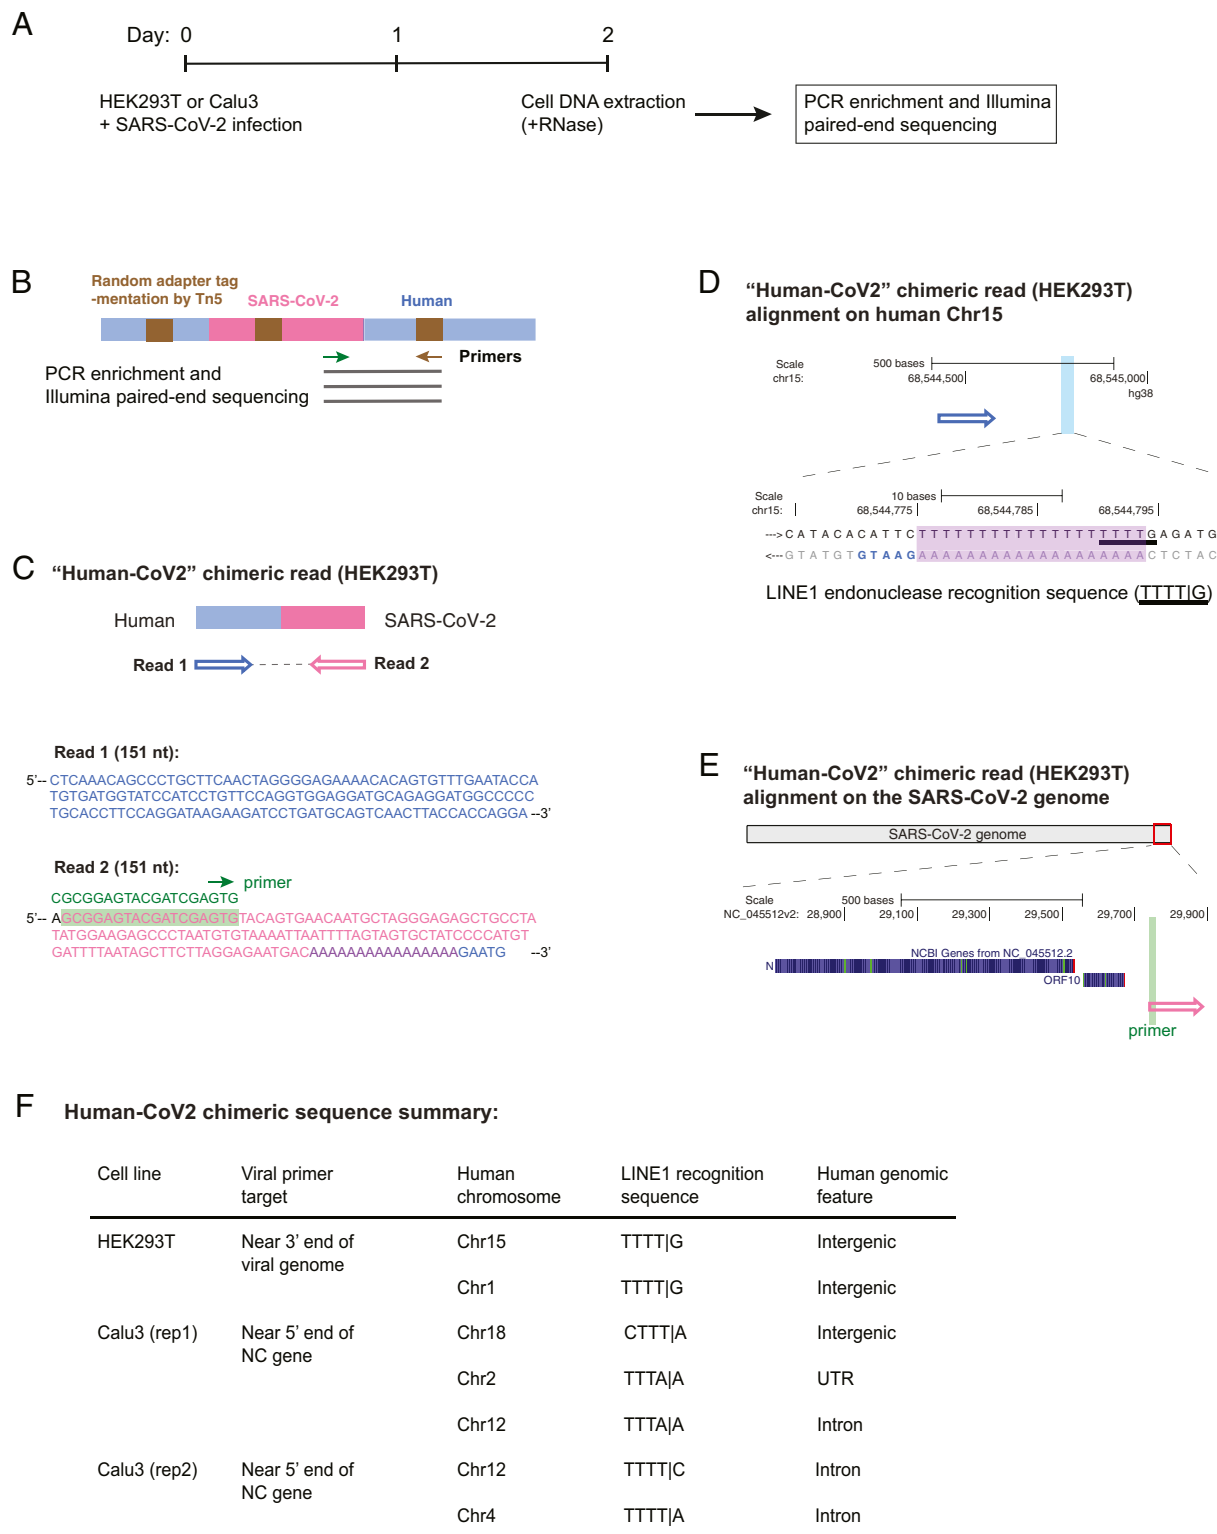 A
Day: 0 1 2
HEK293T or Calu3
+ SARS-CoV-2 infection
Cell DNA extraction
(+RNase)
PCR enrichment and Illumina
paired-end sequencing
B
Random adapter tag
-mentation by Tn5
SARS-CoV-2
Human
Primers
PCR enrichment and
Illumina paired-end sequencing
C
“Human-CoV2” chimeric read (HEK293T)
Human
SARS-CoV-2
Read 1
Read 2
Read 1 (151 nt):
5’-- CTCAAACAGCCCTGCTTCAACTAGGGGAGAAAACACAGTGTTTGAATACCA
TGTGATGGTATCCATCCTGTTCCAGGTGGAGGATGCAGAGGATGGCCCCC
TGCACCTTCCAGGATAAGAAGATCCTGATGCAGTCAACTTACCACCAGGA --3’
Read 2 (151 nt):
primer
CGCGGAGTACGATCGAGTG
5’-- AGCGGAGTACGATCGAGTGTACAGTGAACAATGCTAGGGAGAGCTGCCTA
TATGGAAGAGCCCTAATGTGTAAAATTAATTTTAGTAGTGCTATCCCCATGT
GATTTTAATAGCTTCTTAGGAGAATGACAAAAAAAAAAAAAAAAGAATG --3’
D
“Human-CoV2” chimeric read (HEK293T)
alignment on human Chr15
Scale
500 bases
chr15:
68,544,500
68,545,000
hg38
Scale
10 bases
chr15:
68,544,775
68,544,785
68,544,795
---> CATACACATTCTTTTTTTTTTTTTTTTTTTGAGATG
<--- GTATGTGTAAGAAAAAAAAAAAAAAAAAAACTCTAC
LINE1 endonuclease recognition sequence (TTTT|G)
E
“Human-CoV2” chimeric read (HEK293T)
alignment on the SARS-CoV-2 genome
SARS-CoV-2 genome
Scale
500 bases
NC_045512v2:
28,900
29,100
29,300
29,500
29,700
29,900
NCBI Genes from NC_045512.2
N
ORF10
primer
F
Human-CoV2 chimeric sequence summary:
Cell line
Viral primer
target
Human
chromosome
LINE1 recognition
sequence
Human genomic
feature
HEK293T
Near 3’ end of
viral genome
Chr15
TTTT|G
Intergenic
Chr1
TTTT|G
Intergenic
Calu3 (rep1)
Near 5’ end of
NC gene
Chr18
CTTT|A
Intergenic
Chr2
TTTA|A
UTR
Chr12
TTTA|A
Intron
Calu3 (rep2)
Near 5’ end of
NC gene
Chr12
TTTT|C
Intron
Chr4
TTTT|A
Intron